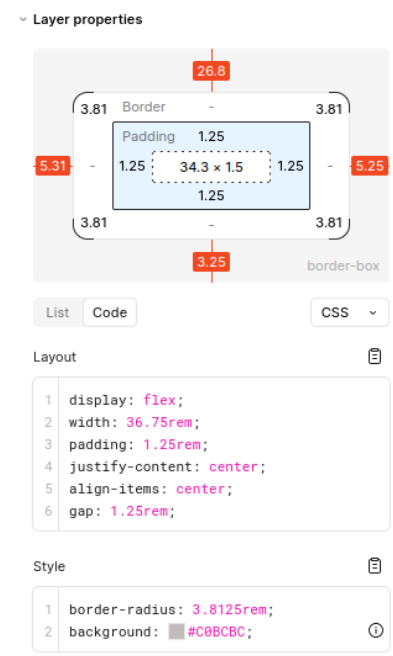 Layer properties
26.8
3.81 Border - 3.81
Padding 1.25
5.31 - 1.25 34.3 × 1.5 1.25 - 5.25
1.25
3.81 - 3.81
3.25
border-box
List Code CSS
Layout
1 display: flex;
2 width: 36.75rem;
3 padding: 1.25rem;
4 justify-content: center;
5 align-items: center;
6 gap: 1.25rem;
Style
1 border-radius: 3.8125rem;
2 background: #C0BCBC;